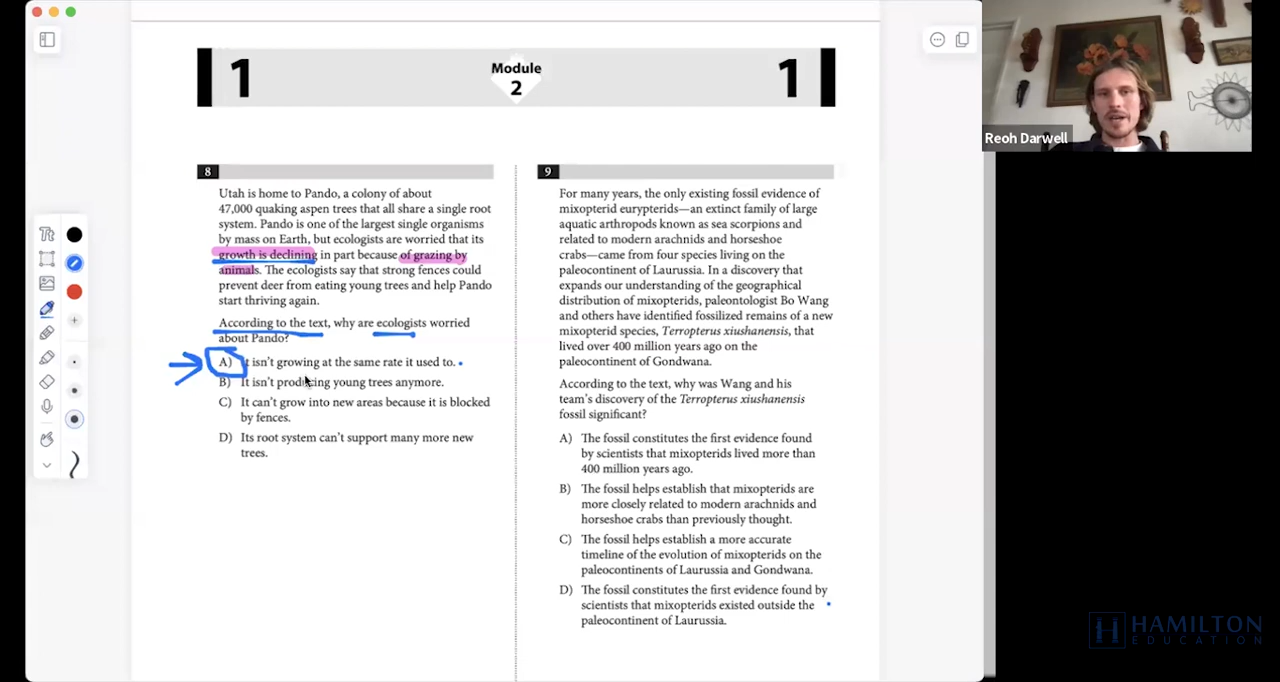 1
Module
2
1
Reoh Darwell
8
Utah is home to Pando, a colony of about
47,000 quaking aspen trees that all share a single root
system. Pando is one of the largest single organisms
by mass on Earth, but ecologists are worried that its
growth is declining in part because of grazing by
animals. The ecologists say that strong fences could
prevent deer from eating young trees and help Pando
start thriving again.
According to the text, why are ecologists worried
about Pando?
A) It isn't growing at the same rate it used to.
B) It isn't producing young trees anymore.
C) It can't grow into new areas because it is blocked
by fences.
D) Its root system can't support many more new
trees.
9
For many years, the only existing fossil evidence of
mixopterid eurypterids—an extinct family of large
aquatic arthropods known as sea scorpions and
related to modern arachnids and horseshoe
crabs—came from four species living on the
paleocontinent of Laurussia. In a discovery that
expands our understanding of the geographical
distribution of mixopterids, paleontologist Bo Wang
and others have identified fossilized remains of a new
mixopterid species, Terropterus xiushanensis, that
lived over 400 million years ago on the
paleocontinent of Gondwana.
According to the text, why was Wang and his
team's discovery of the Terropterus xiushanensis
fossil significant?
A) The fossil constitutes the first evidence found
by scientists that mixopterids lived more than
400 million years ago.
B) The fossil helps establish that mixopterids are
more closely related to modern arachnids and
horseshoe crabs than previously thought.
C) The fossil helps establish a more accurate
timeline of the evolution of mixopterids on the
paleocontinents of Laurussia and Gondwana.
D) The fossil constitutes the first evidence found by
scientists that mixopterids existed outside the
paleocontinent of Laurussia.
HAMILTON
EDUCATION